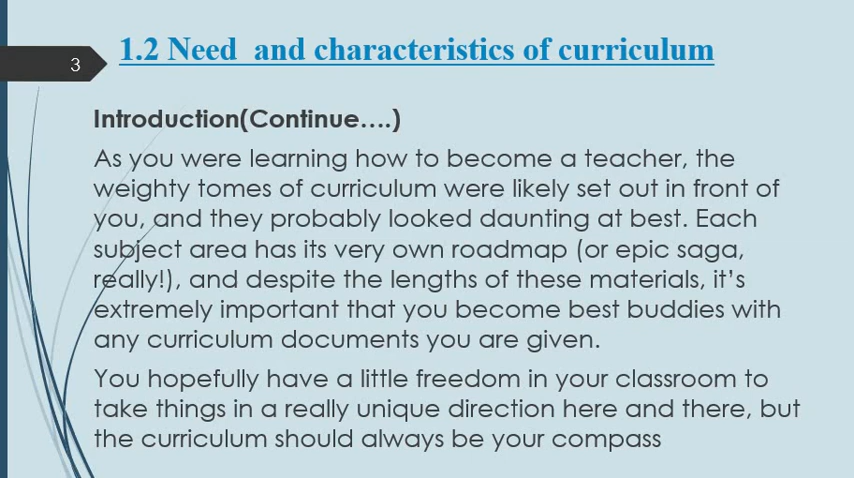 3
1.2 Need and characteristics of curriculum
Introduction(Continue....)
As you were learning how to become a teacher, the
weighty tomes of curriculum were likely set out in front of
you, and they probably looked daunting at best. Each
subject area has its very own roadmap (or epic saga,
really!), and despite the lengths of these materials, it’s
extremely important that you become best buddies with
any curriculum documents you are given.
You hopefully have a little freedom in your classroom to
take things in a really unique direction here and there, but
the curriculum should always be your compass